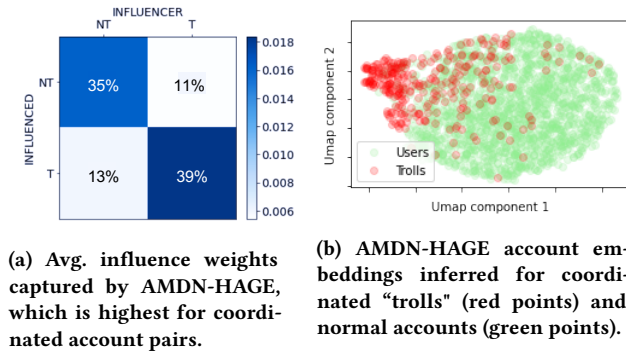 INFLUENCER
NT T
INFLUENCED
NT
35% 11%
T
13% 39%
0.018
0.016
0.014
0.012
0.010
0.008
0.006
Umap component 2
Users
Trolls
Umap component 1
(a) Avg. influence weights
captured by AMDN-HAGE,
which is highest for coordi-
nated account pairs.
(b) AMDN-HAGE account em-
beddings inferred for coordi-
nated “trolls" (red points) and
normal accounts (green points).